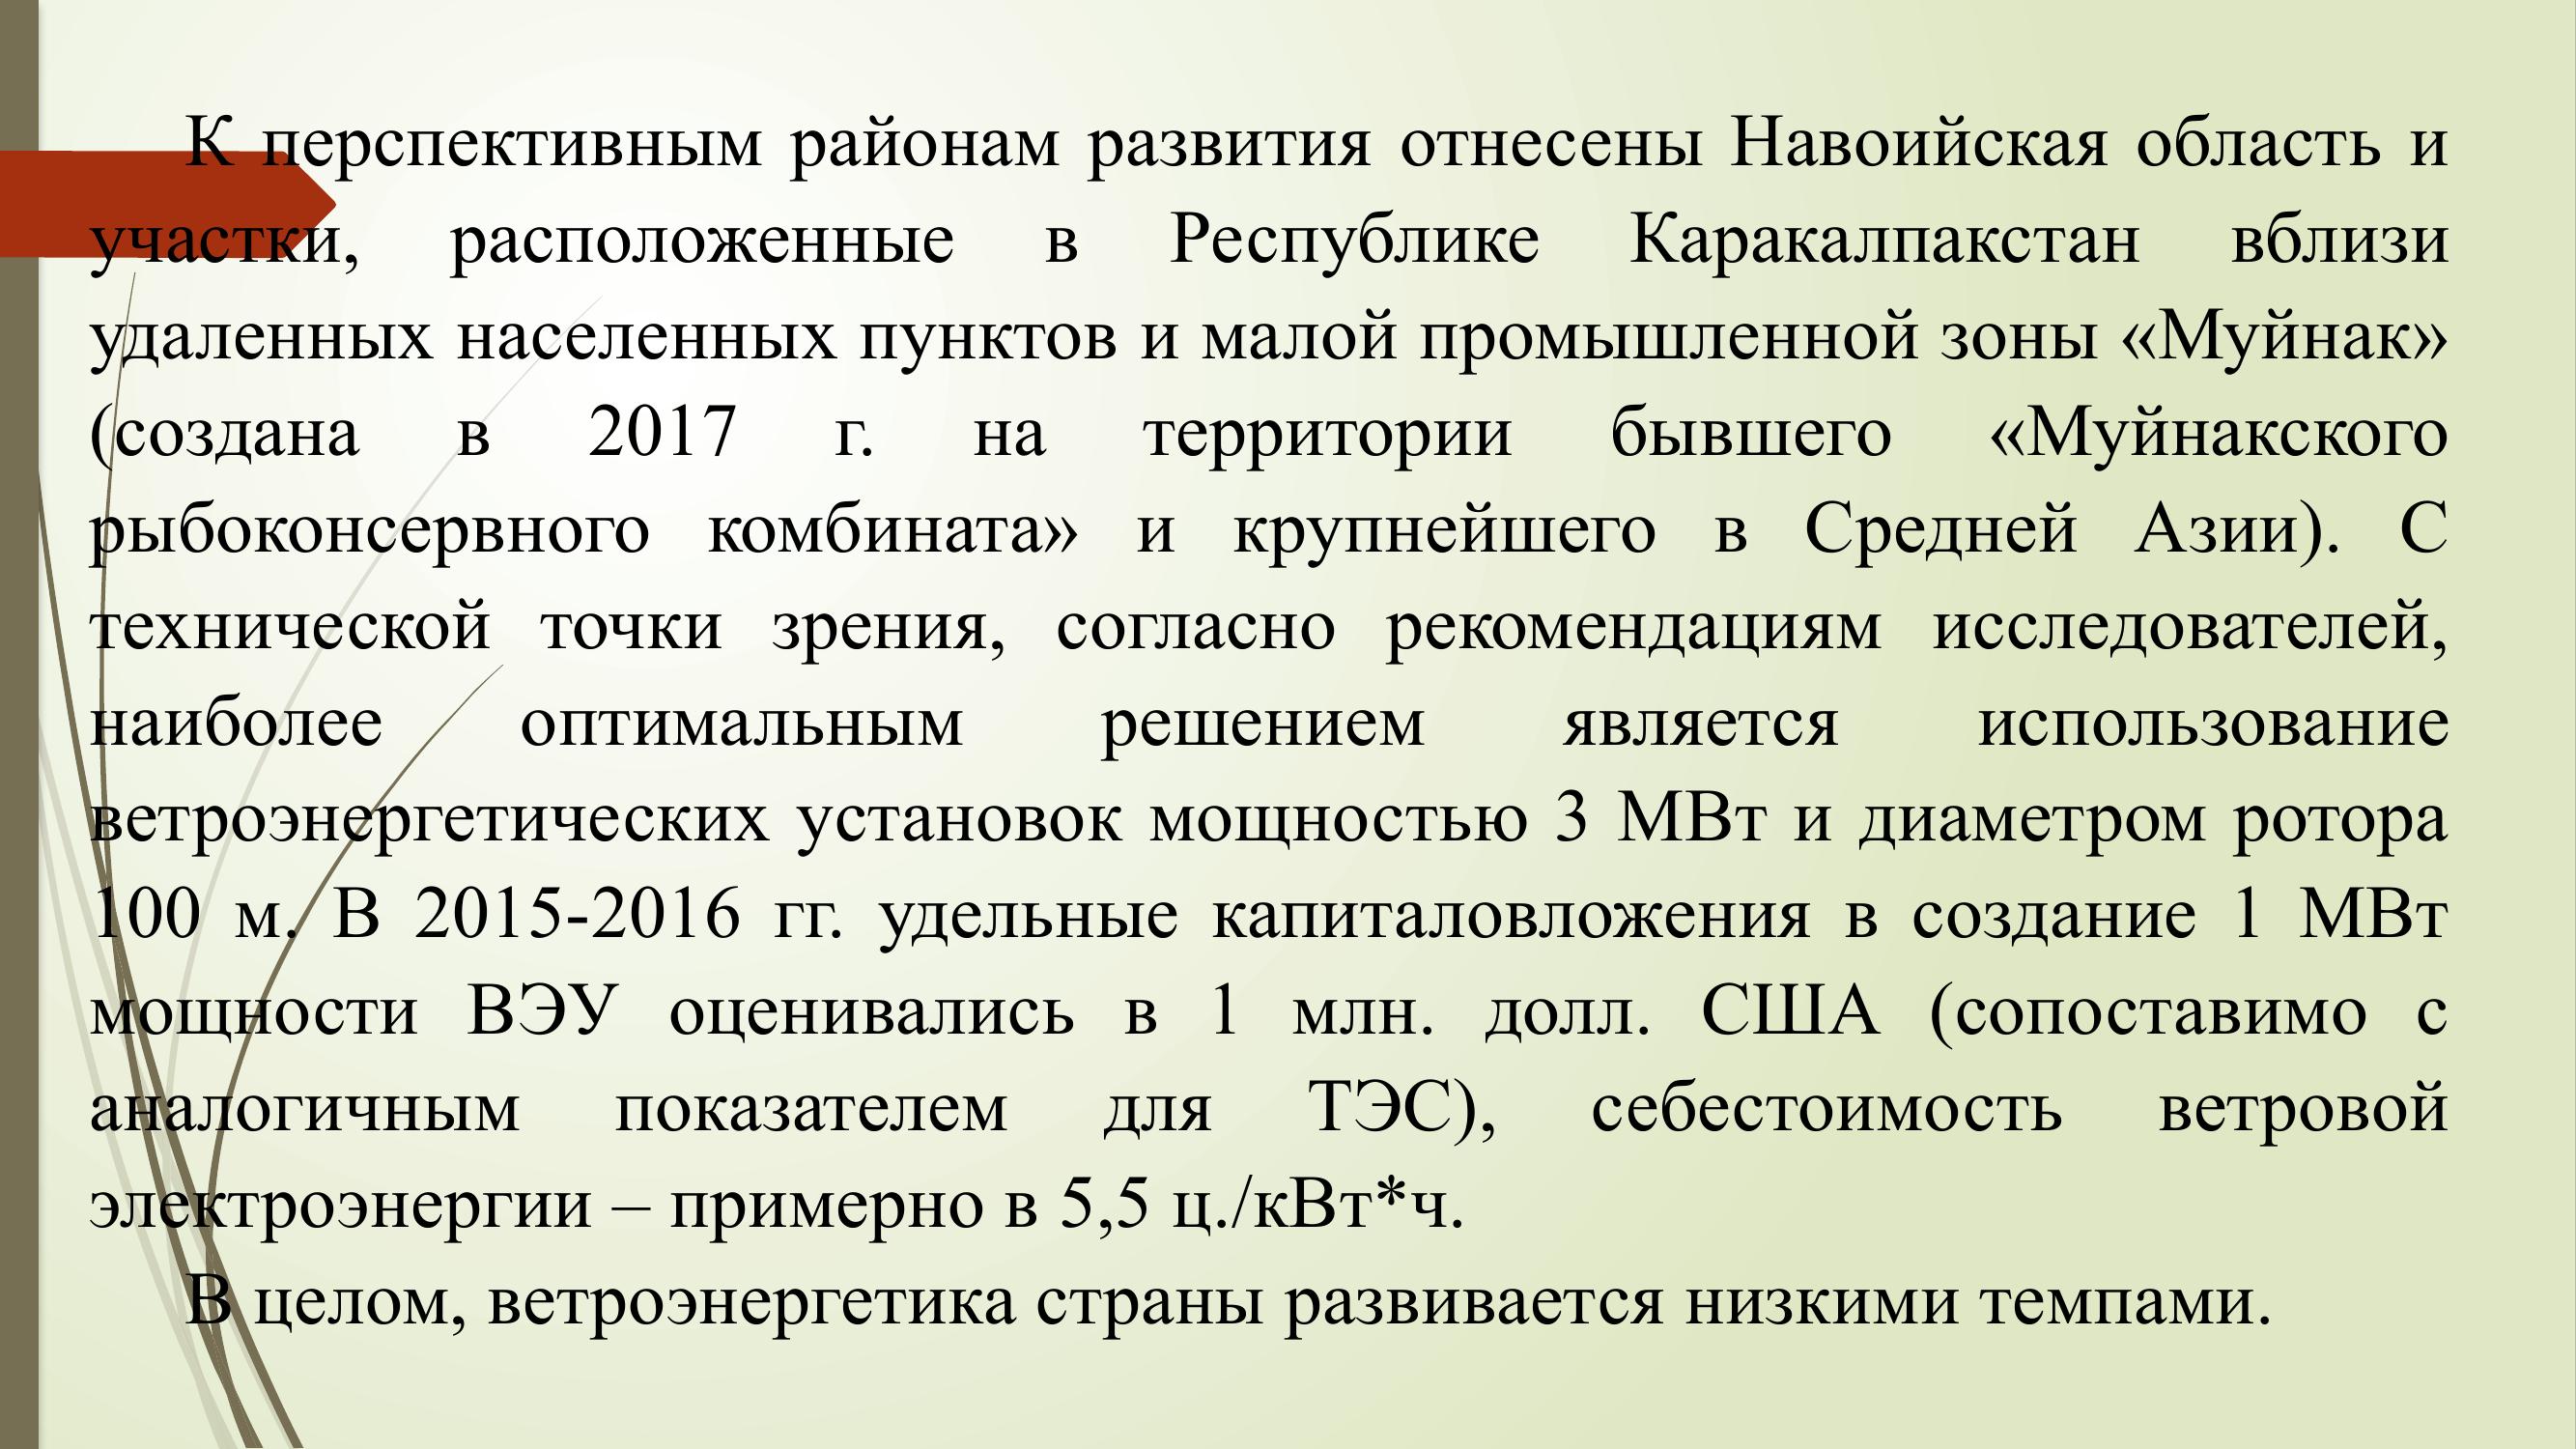 К перспективным районам развития отнесены Навоийская область и
участки, расположенные в Республике Каракалпакстан вблизи
удаленных населенных пунктов и малой промышленной зоны «Муйнак»
(создана в 2017 г. на территории бывшего «Муйнакского
рыбоконсервного комбината» и крупнейшего в Средней Азии). С
технической точки зрения, согласно рекомендациям исследователей,
наиболее оптимальным решением является использование
ветроэнергетических установок мощностью 3 МВт и диаметром ротора
100 м. В 2015-2016 гг. удельные капиталовложения в создание 1 МВт
мощности ВЭУ оценивались в 1 млн. долл. США (сопоставимо с
аналогичным показателем для ТЭС), себестоимость ветровой
электроэнергии – примерно в 5,5 ц./кВт*ч.
В целом, ветроэнергетика страны развивается низкими темпами.